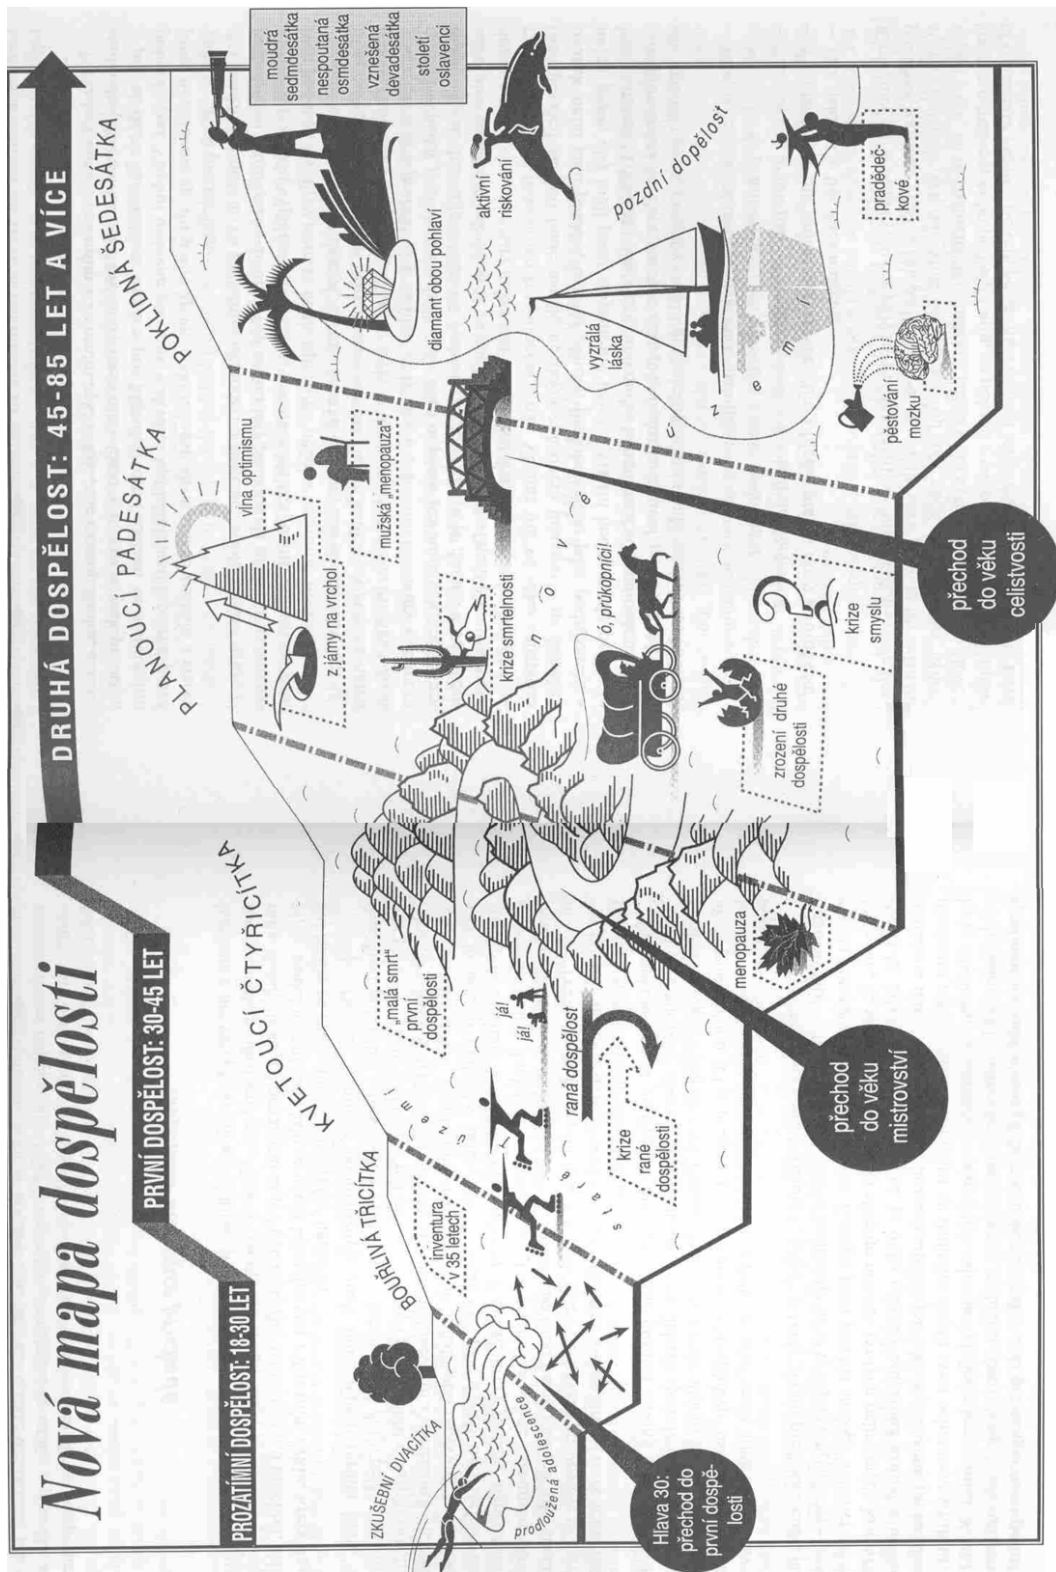 Nová mapa dospělosti
PROZATÍMNÍ DOSPĚLOST: 18-30 LET
PRVNÍ DOSPĚLOST: 30-45 LET
DRUHÁ DOSPĚLOST: 45-85 LET A VÍCE
ZKUŠEBNÍ DVACÍTKA
BOUŘLIVÁ TŘICÍTKA
KVETOUCÍ ČTYŘICÍTKA
PLANOUCÍ PADESÁTKA
POKLIDNÁ ŠEDESÁTKA
moudrá
sedmdesátka
nespoutaná
osmdesátka
vznešená
devadesátka
století
oslavenci
prodloužená adolescence
Hlava 30:
přechod do
první dospě-
losti
inventura
v 35 letech
staré
území
raná dospělost
krize
rané
dospělosti
já!
já!
„malá smrt“
první
dospělosti
menopauza
přechod
do věku
mistrovství
z jámy na vrchol
vlna optimismu
mužská „menopauza“
krize smrtelnosti
nové
území
ó, průkopníci!
zrození druhé
dospělosti
krize
smyslu
přechod
do věku
celistvosti
diamant obou pohlaví
aktivní
riskování
vyzrálá
láska
pozdní dopělost
pěstování
mozku
pradědeč-
kové